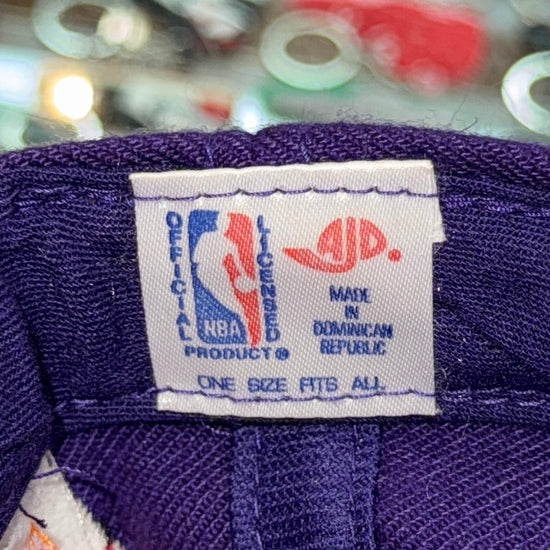 OFFICIAL
LICENSED
NBA
PRODUCT®
AJD.
MADE
IN
DOMINICAN
REPUBLIC
ONE SIZE FITS ALL